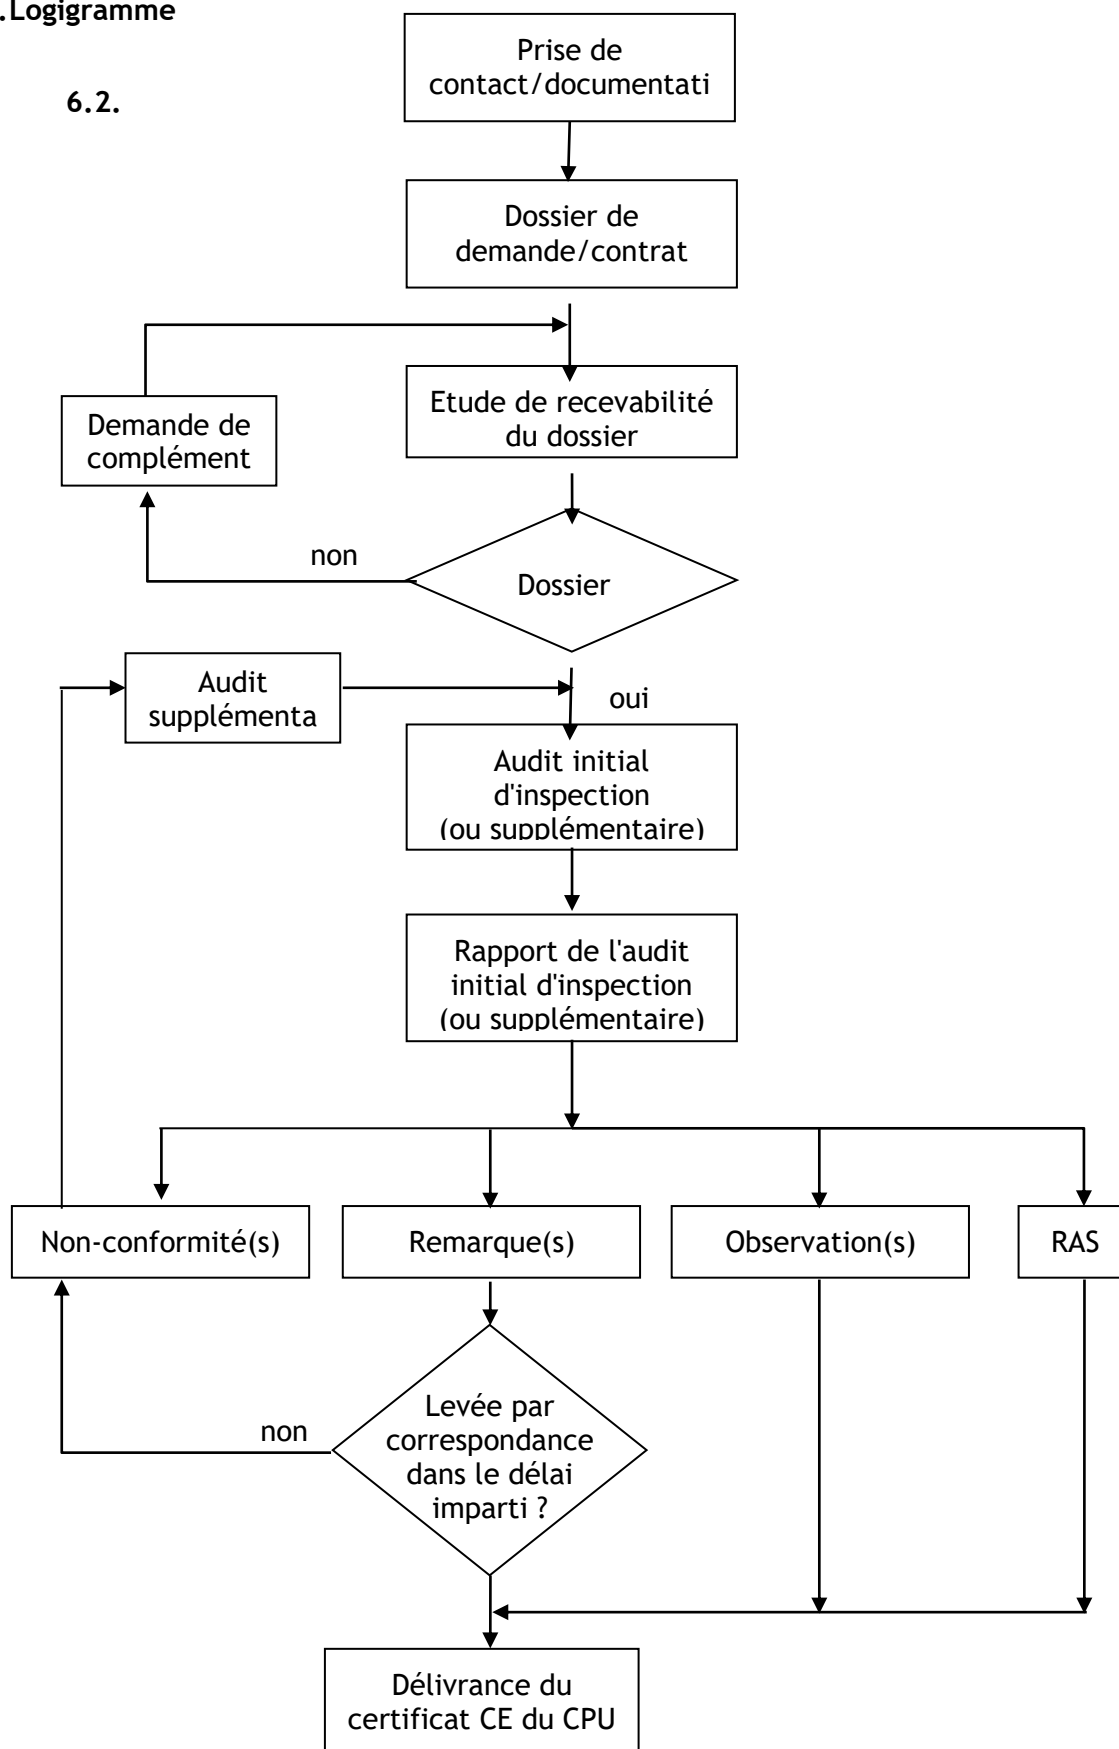 .Logigramme
6.2.
Prise de
contact/documentati
Dossier de
demande/contrat
Etude de recevabilité
du dossier
Demande de
complément
non
Dossier
Audit
supplémenta
oui
Audit initial
d'inspection
(ou supplémentaire)
Rapport de l'audit
initial d'inspection
(ou supplémentaire)
Non-conformité(s)
Remarque(s)
Observation(s)
RAS
non
Levée par
correspondance
dans le délai
imparti ?
Délivrance du
certificat CE du CPU